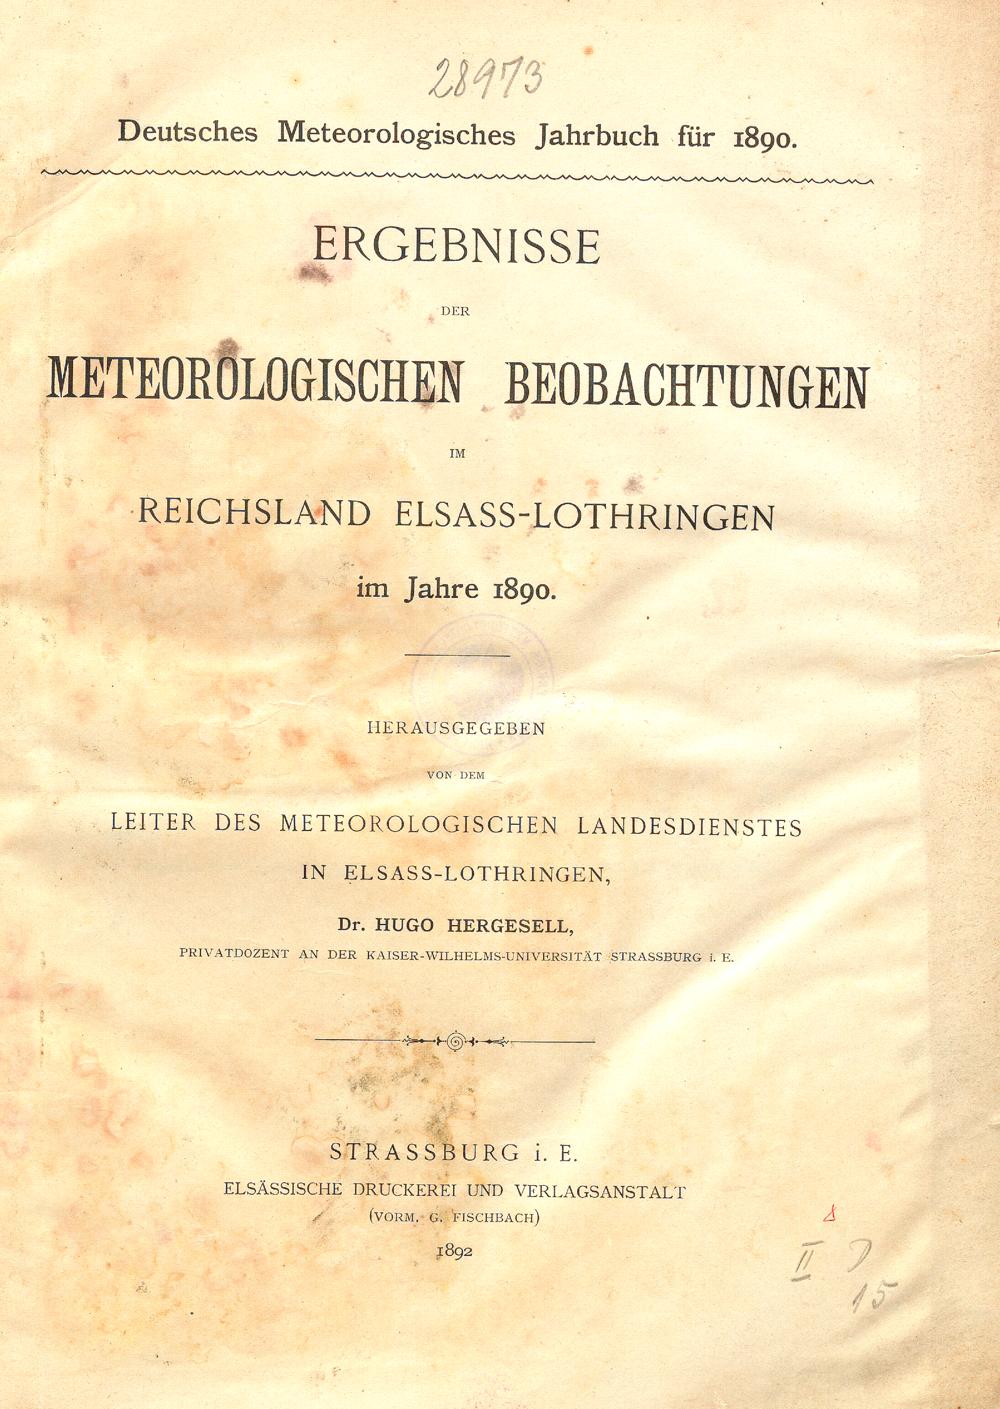 28973
Deutsches Meteorologisches Jahrbuch für 1890.
ERGEBNISSE
DER
METEOROLOGISCHEN BEOBACHTUNGEN
IM
REICHSLAND ELSASS-LOTHRINGEN
im Jahre 1890.
HERAUSGEGEBEN
VON DEM
LEITER DES METEOROLOGISCHEN LANDESDIENSTES
IN ELSASS-LOTHRINGEN,
Dr. HUGO HERGESELL,
PRIVATDOZENT AN DER KAISER-WILHELMS-UNIVERSITÄT STRASSBURG i. E.
STRASSBURG i. E.
ELSÄSSISCHE DRUCKEREI UND VERLAGSANSTALT
(VORM. G. FISCHBACH)
1892
II
15